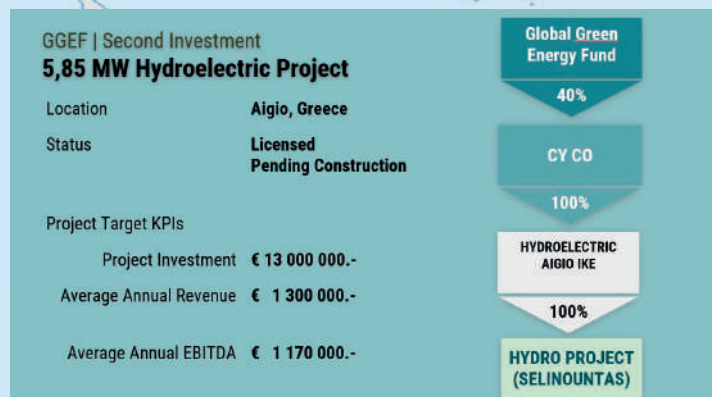 GGEF | Second Investment
5,85 MW Hydroelectric Project
Location Aigio, Greece
Status Licensed
Pending Construction
Project Target KPIs
Project Investment € 13 000 000.-
Average Annual Revenue € 1 300 000.-
Average Annual EBITDA € 1 170 000.-
Global Green
Energy Fund
40%
CY CO
100%
HYDROELECTRIC
AIGIO IKE
100%
HYDRO PROJECT
(SELINOUNTAS)